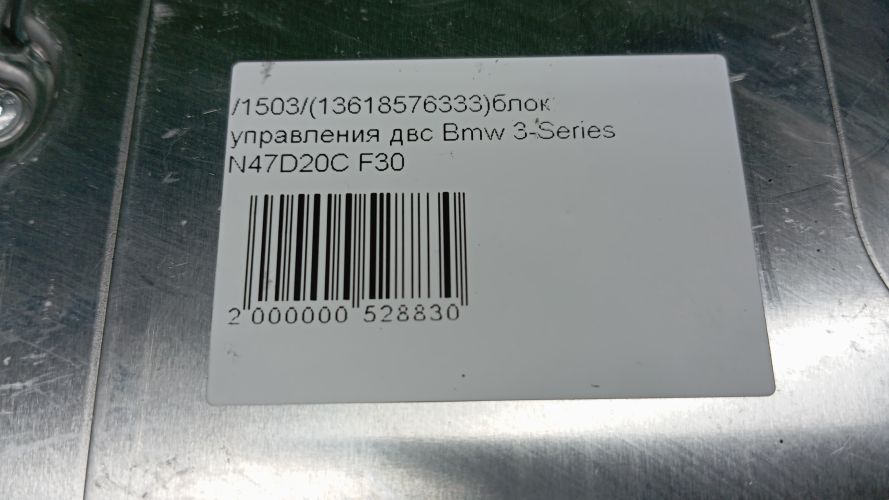 /1503/(13618576333)блок
управления двс Bmw 3-Series
N47D20C F30
2 000000 528830